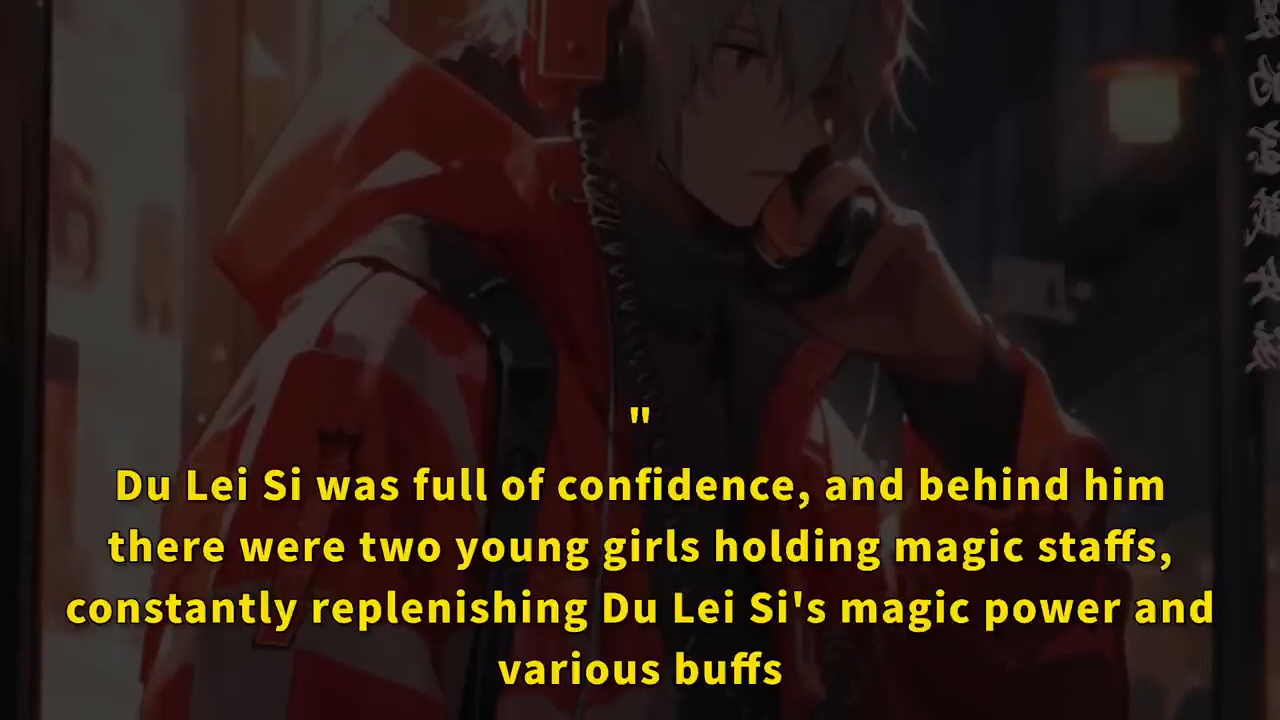 "
Du Lei Si was full of confidence, and behind him
there were two young girls holding magic staffs,
constantly replenishing Du Lei Si's magic power and
various buffs